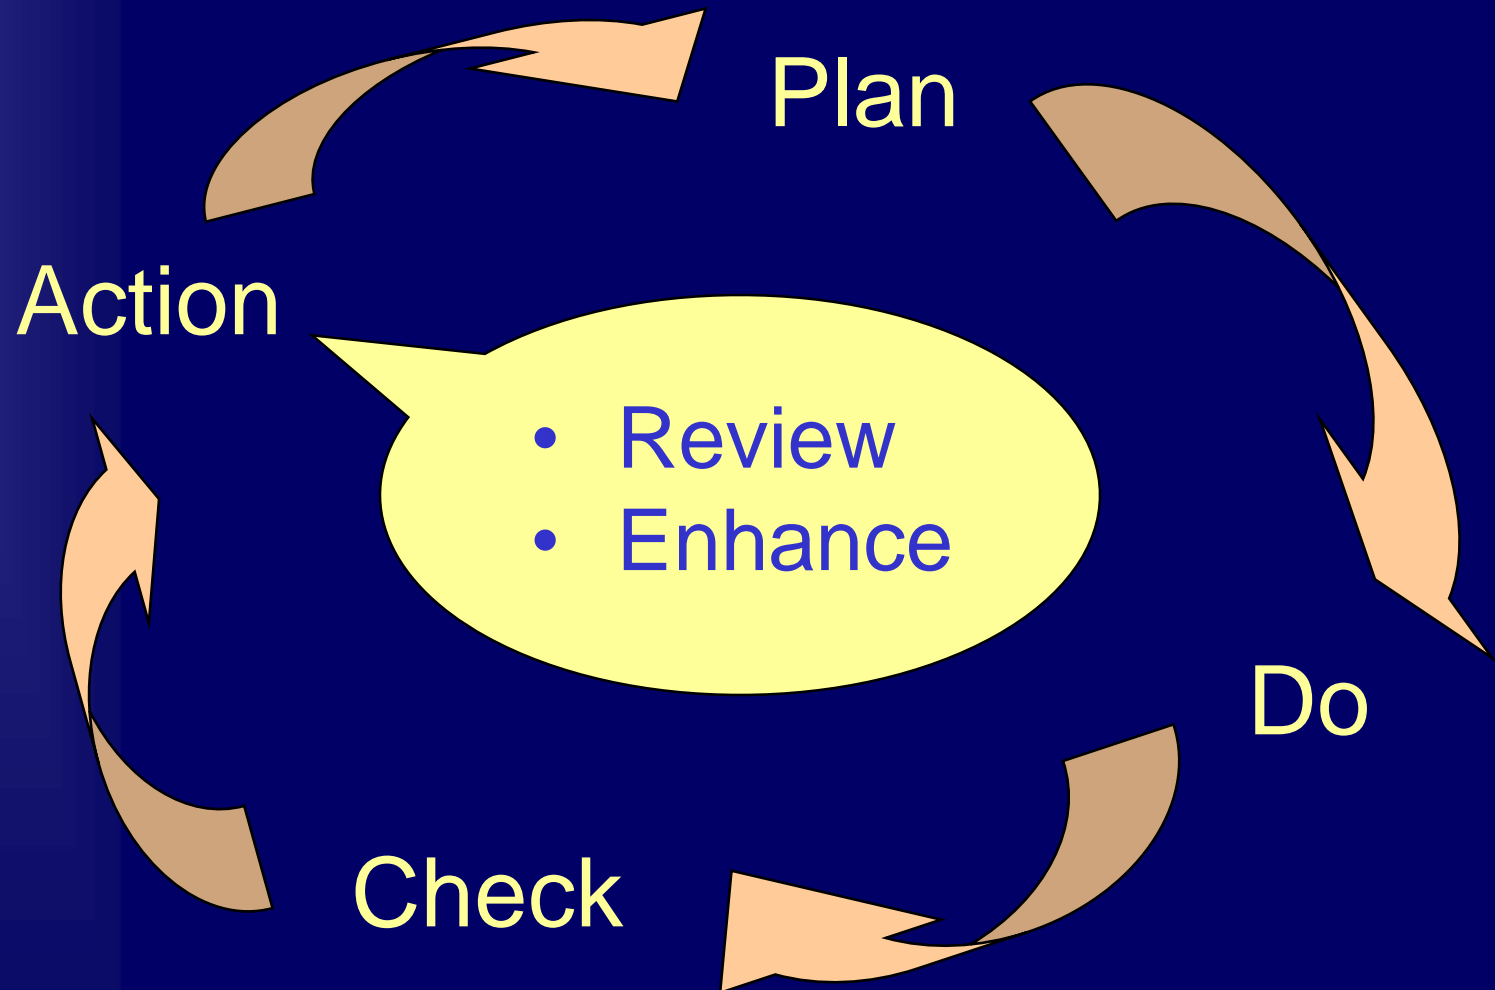 Plan
Action
• Review
• Enhance
Do
Check